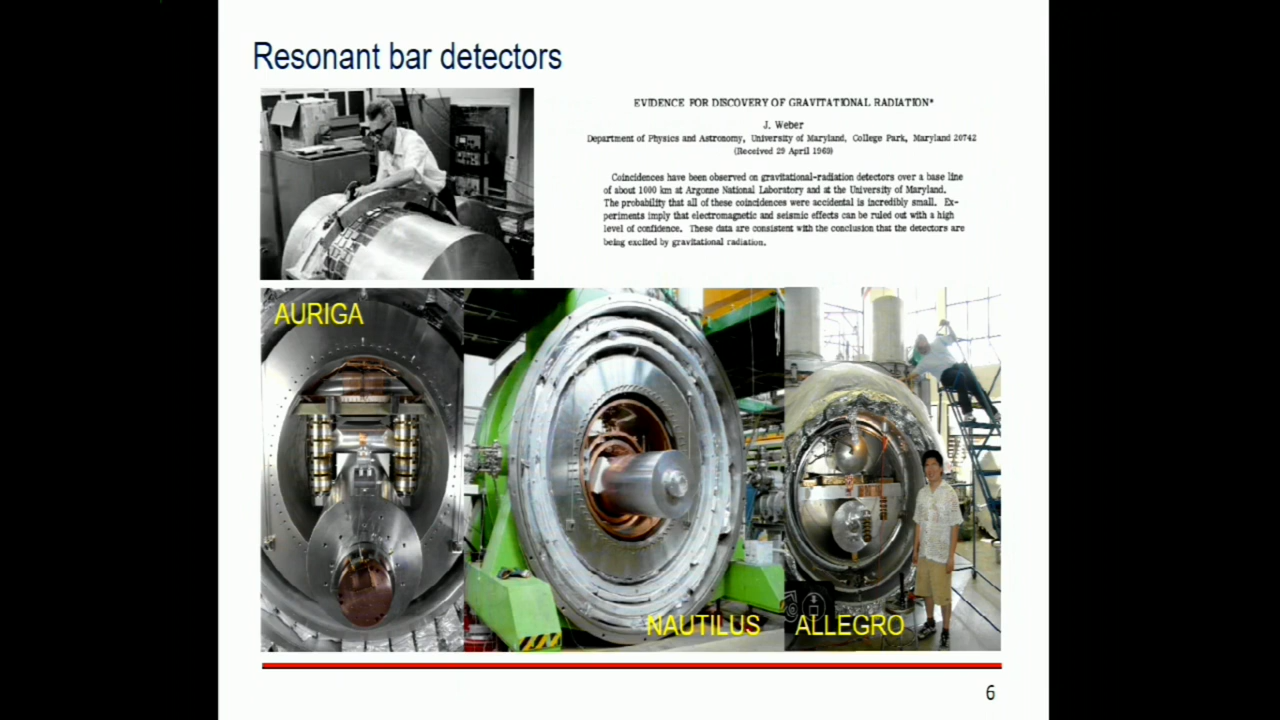 Resonant bar detectors
EVIDENCE FOR DISCOVERY OF GRAVITATIONAL RADIATION*
J. Weber
Department of Physics and Astronomy, University of Maryland, College Park, Maryland 20742
(Received 29 April 1969)
Coincidences have been observed on gravitational-radiation detectors over a base line
of about 1000 km at Argonne National Laboratory and at the University of Maryland.
The probability that all of these coincidences were accidental is incredibly small. Ex-
periments imply that electromagnetic and seismic effects can be ruled out with a high
level of confidence. These data are consistent with the conclusion that the detectors are
being excited by gravitational radiation.
AURIGA
NAUTILUS
ALLEGRO
6